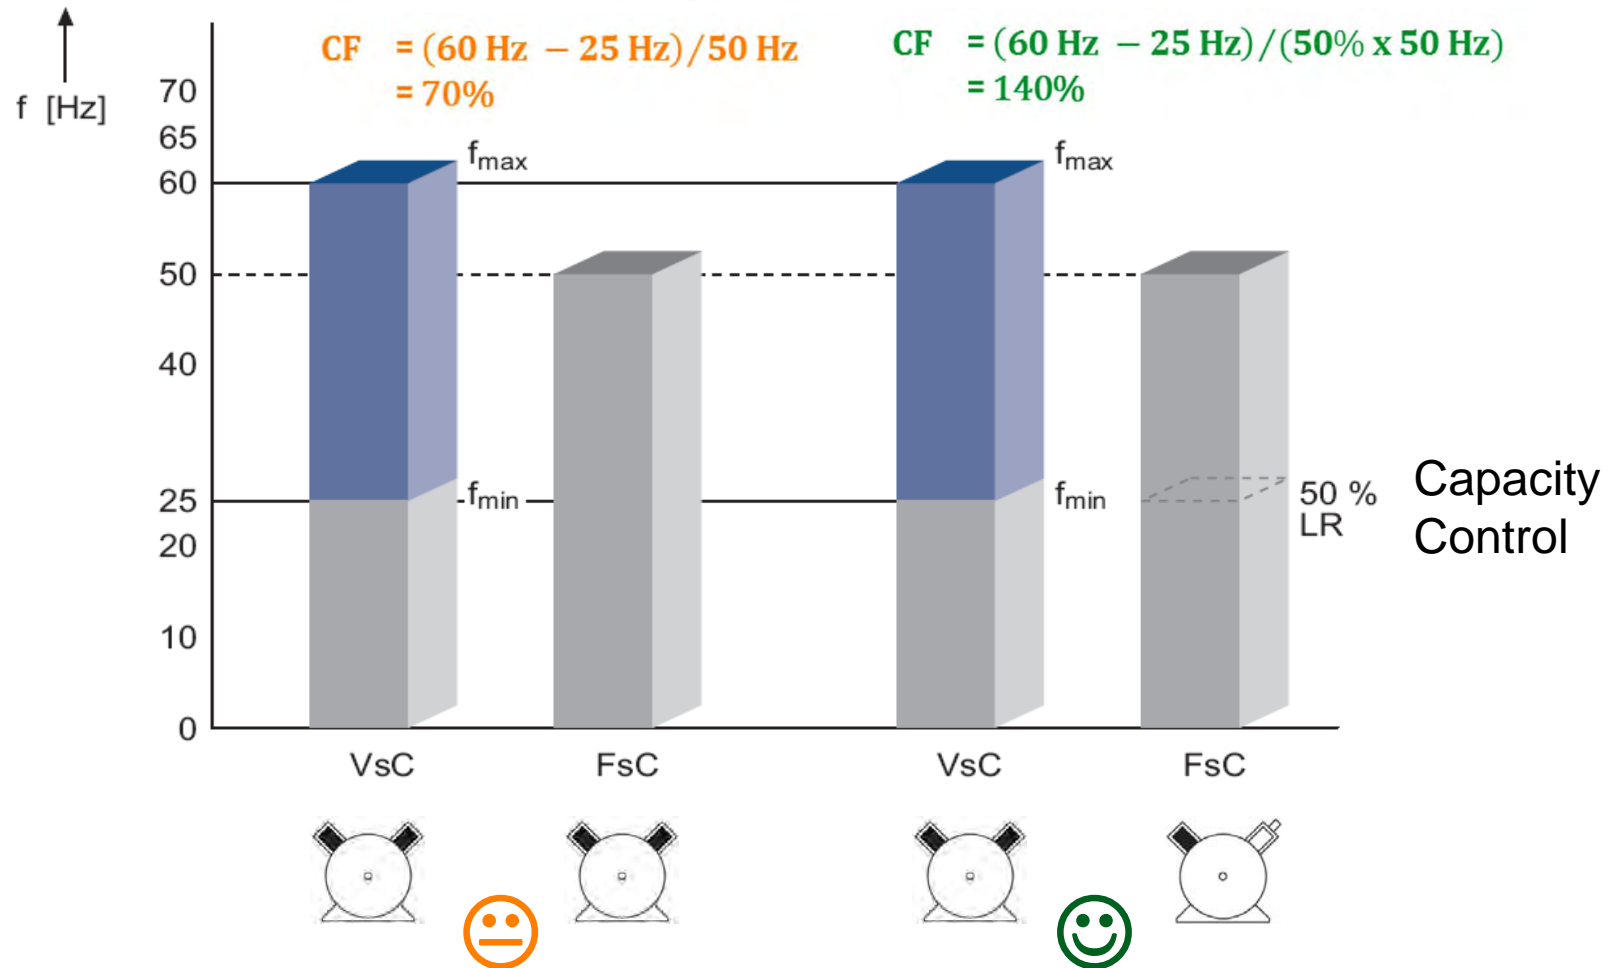 CF = (60 Hz − 25 Hz)/50 Hz
= 70%
CF = (60 Hz − 25 Hz)/(50% x 50 Hz)
= 140%
f [Hz]
70
65
60
50
40
25
20
10
0
fmax
fmin
fmax
fmin
50 %
LR
Capacity
Control
VsC
FsC
VsC
FsC